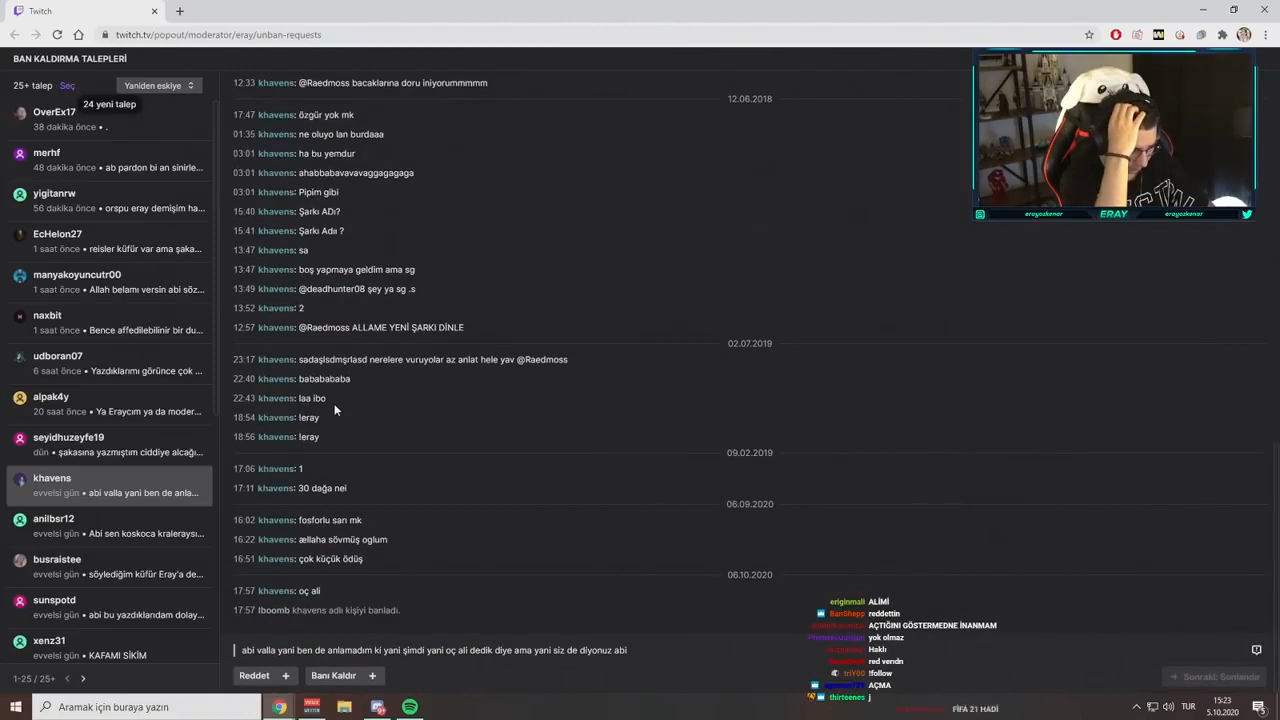 Twitch
twitch.tv/popout/moderator/eray/unban-requests
BAN KALDIRMA TALEPLERİ
25+ talep Seç Yaniden eskiye
24 yeni talep
OverEx17
38 dakika önce • .
merhf
48 dakika önce • ab pardon bi an sinirle...
yigitanrw
56 dakika önce • orspu eray demişim ha...
EcHelon27
1 saat önce • reisler küfür var ama şaka...
manyakoyuncutr00
1 saat önce • Allah belamı versin abi söz...
naxbit
1 saat önce • Bence affedilebilinir bir du...
udboran07
6 saat önce • Yazdıklarımı görünce çok ...
alpak4y
20 saat önce • Ya Eraycım ya da moder...
seyidhuzeyfe19
dün • şakasına yazmıştım ciddiye alcağı...
khavens
evvelsi gün • abi valla yani ben de anla...
anilbsr12
evvelsi gün • Abi sen koskoca kraleraysı...
busraistee
evvelsi gün • söylediğim küfür Eray'a de...
sunspotd
evvelsi gün • abi bu yazdıklarından dolay...
xenz31
evvelsi gün • KAFAMI SİKİM
1-25 / 25+
12:33 khavens: @Raedmoss bacaklarına doru iniyorummmmm
12.06.2018
17:47 khavens: özgür yok mk
01:35 khavens: ne oluyo lan burdaaa
03:01 khavens: ha bu yemdur
03:01 khavens: ahabbabavavaggagagaga
03:01 khavens: Pipim gibi
15:40 khavens: Şarkı ADı?
15:41 khavens: Şarkı Adıı ?
13:47 khavens: sa
13:47 khavens: boş yapmaya geldim ama sg
13:49 khavens: @deadhunter08 şey ya sg .s
13:52 khavens: 2
12:57 khavens: @Raedmoss ALLAME YENİ ŞARKI DİNLE
02.07.2019
23:17 khavens: sadaşlsdmşrlasd nerelere vuruyolar az anlat hele yav @Raedmoss
22:40 khavens: bababababa
22:43 khavens: laa ibo
18:54 khavens: !eray
18:56 khavens: !eray
09.02.2019
17:06 khavens: 1
17:11 khavens: 30 dağa nei
06.09.2020
16:02 khavens: fosforlu sarı mk
16:22 khavens: ællaha sövmüş oglum
16:51 khavens: çok küçük ödüş
06.10.2020
17:57 khavens: oç ali
17:57 lboomb khavens adlı kişiyi banladı.
abi valla yani ben de anlamadım ki yani şimdi yani oç ali dedik diye ama yani siz de diyonuz abi
Reddet + Banı Kaldır +
Sonraki: Sonlandır
erayozkenar ERAY erayozkenar
eriginmali ALİMİ
BanShepp reddettin
AÇTIĞINI GÖSTERMEDNE İNANMAM
yok olmaz
Haklı
red vendn
triY00 !follow
AÇMA
thirteenes j
FİFA 21 HADİ
Aramak için buraya yazın
TUR
15:23
5.10.2020